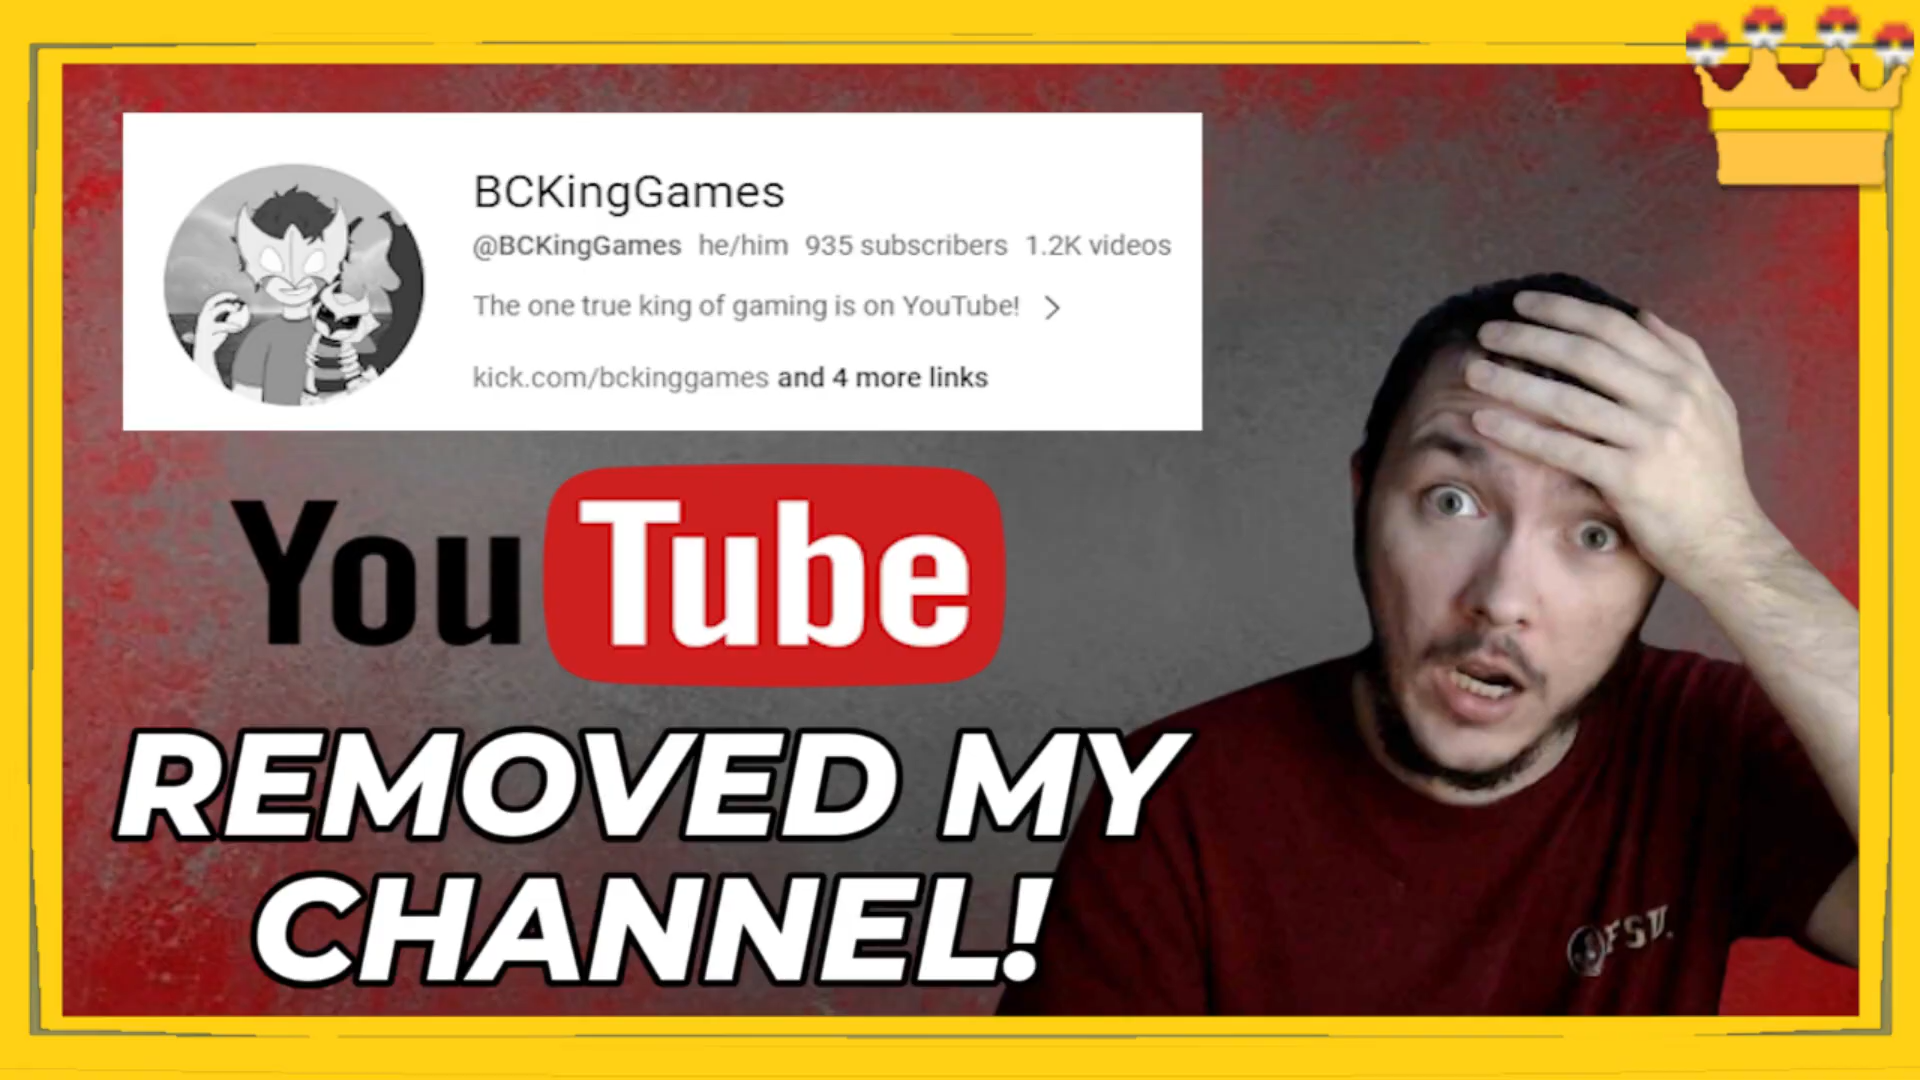 BCKingGames
@BCKingGames he/him 935 subscribers 1.2K videos
The one true king of gaming is on YouTube!
kick.com/bckinggames and 4 more links
YouTube
REMOVED MY
CHANNEL!
FSU.